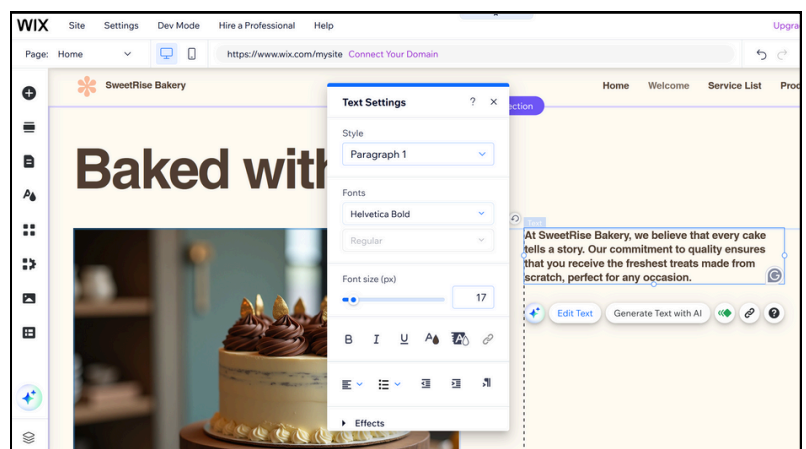 WIX Site Settings Dev Mode Hire a Professional Help
Page: Home https://www.wix.com/mysite Connect Your Domain
SweetRise Bakery
Home Welcome Service List
Baked with
Text Settings ?
Style
Paragraph 1
Fonts
Helvetica Bold
Regular
Font size (px)
17
B I U A A
Effects
Text
At SweetRise Bakery, we believe that every cake
tells a story. Our commitment to quality ensures
that you receive the freshest treats made from
scratch, perfect for any occasion.
Edit Text Generate Text with AI ?